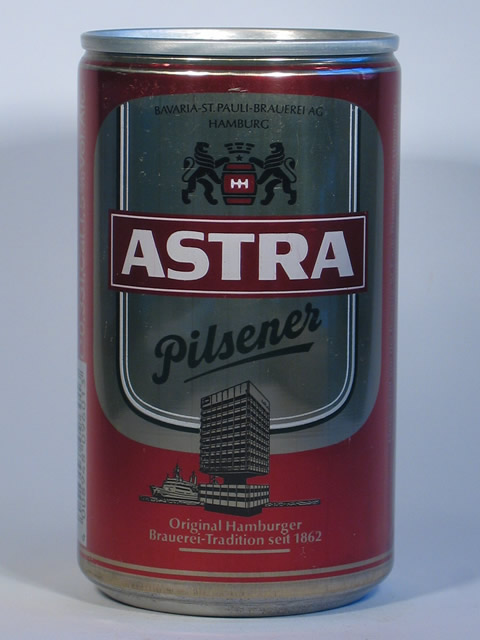 BAVARIA-ST. PAULI-BRAUEREI AG
HAMBURG
ASTRA
Pilsener
Original Hamburger
Brauerei-Tradition seit 1862